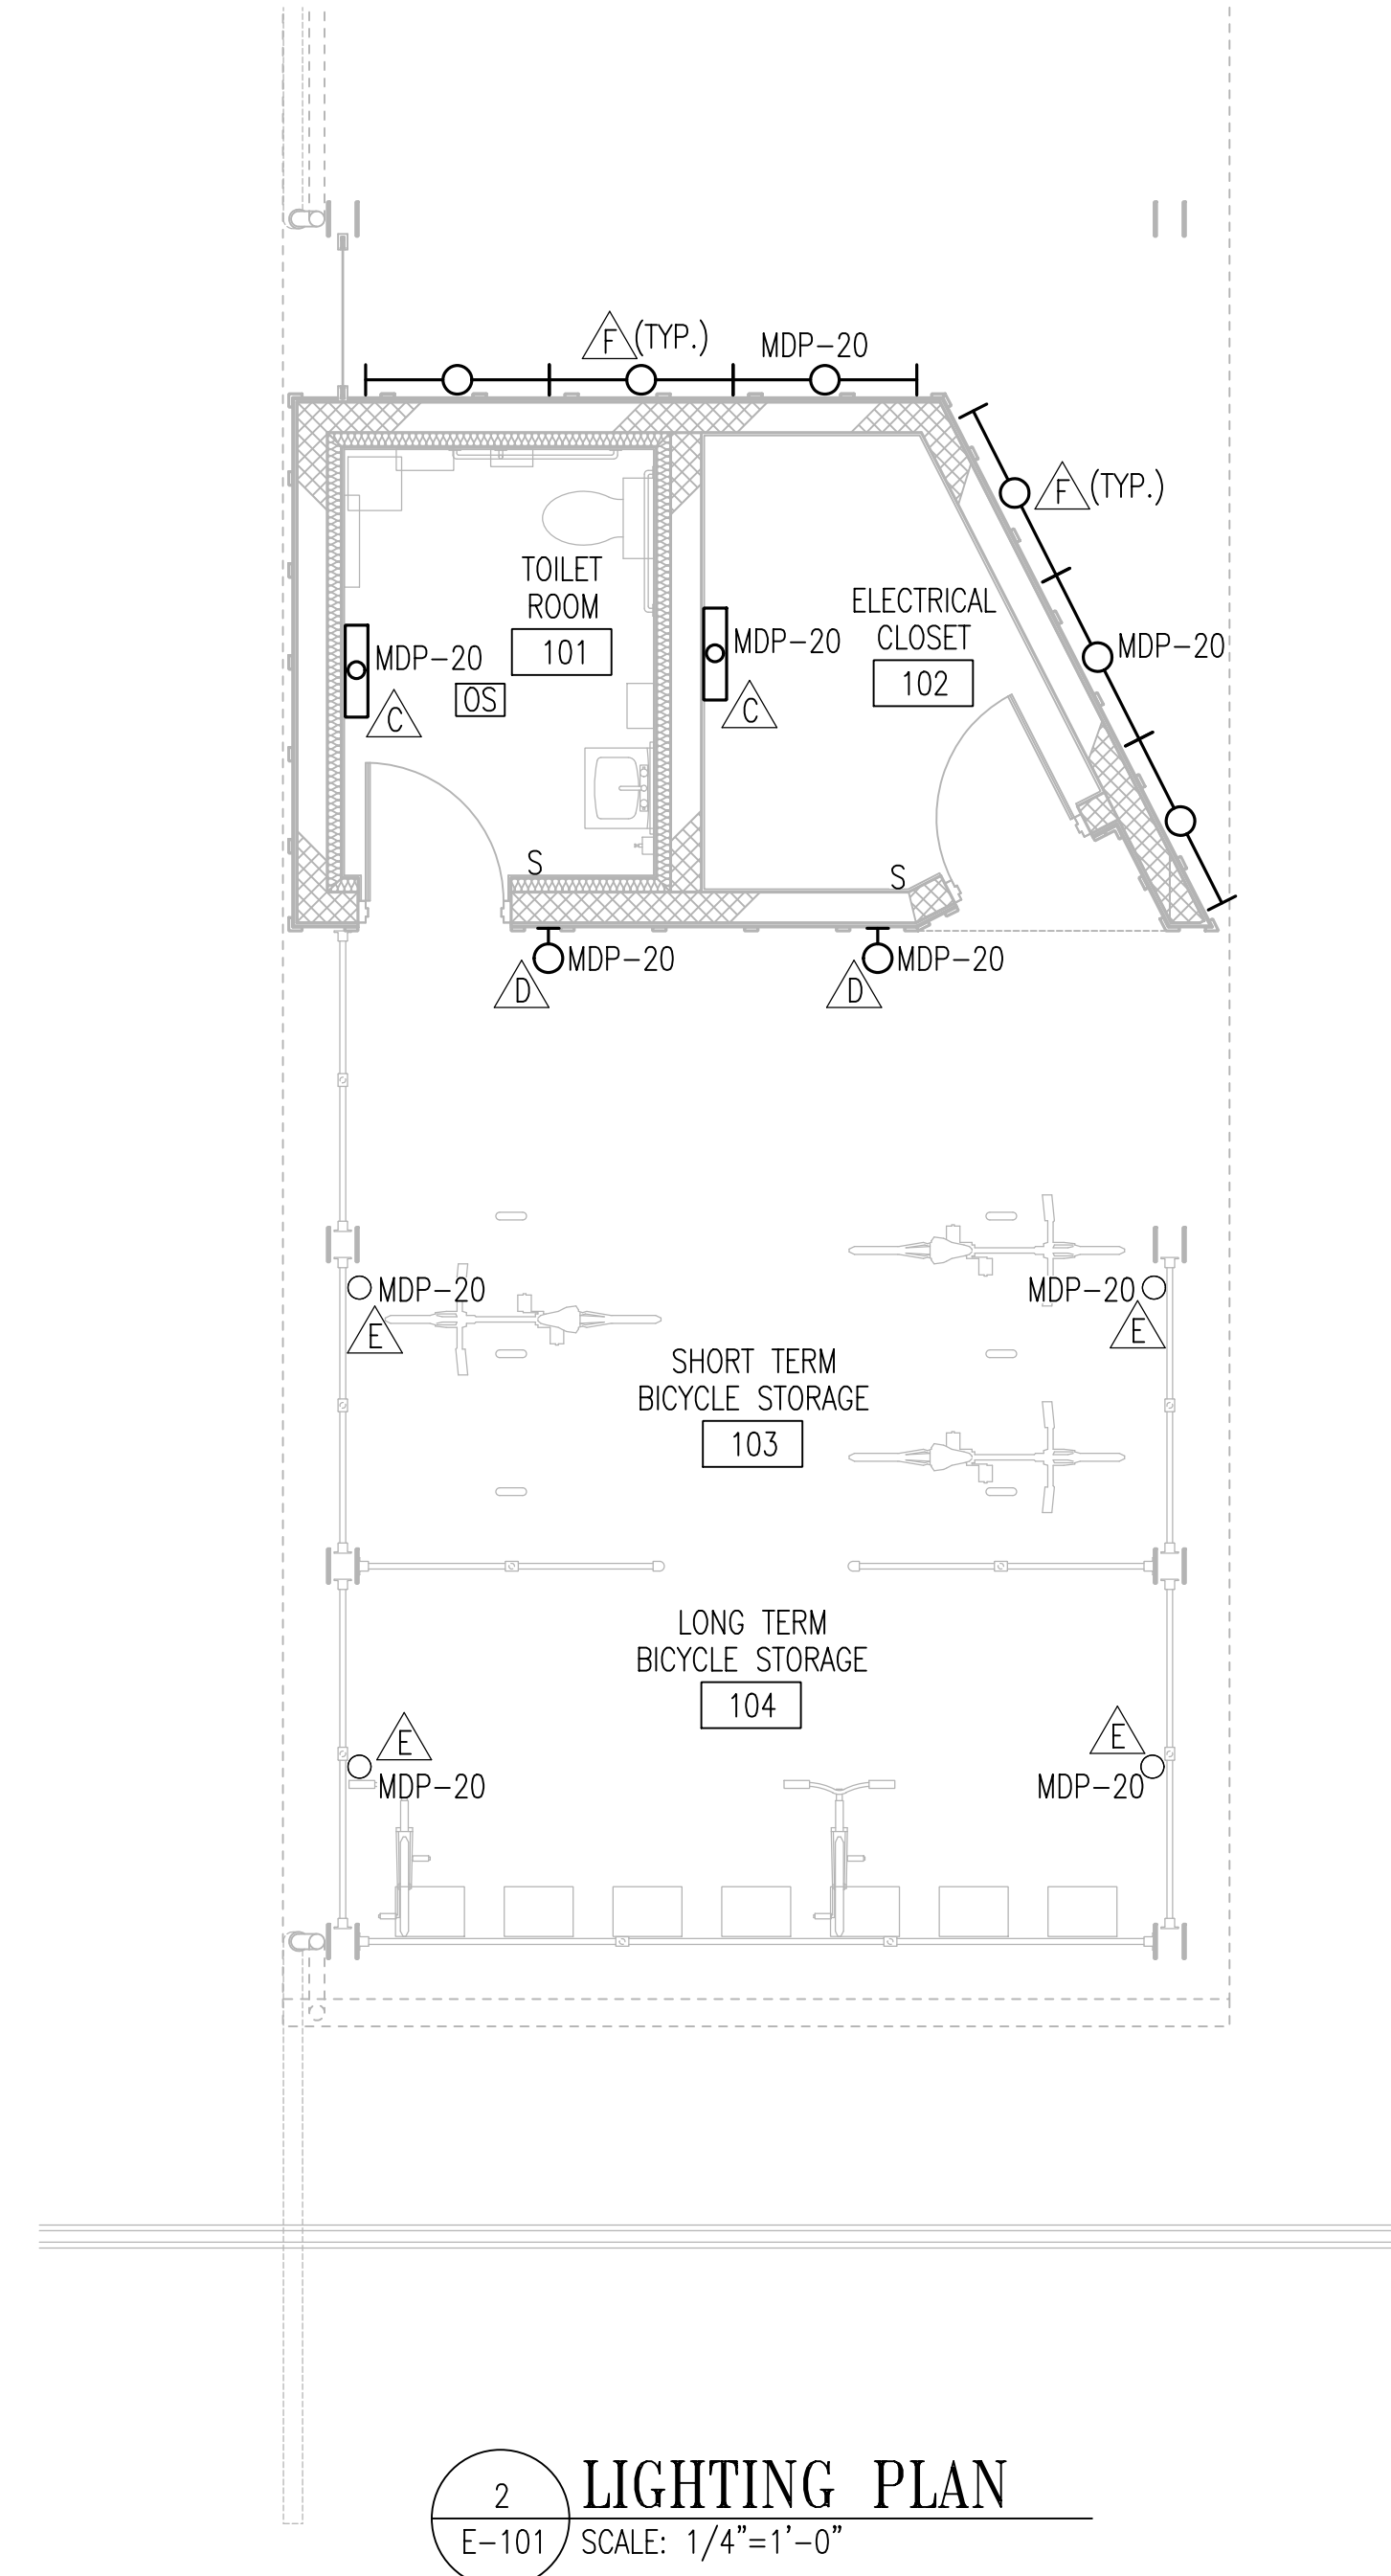 F (TYP.) MDP-20
F (TYP.)
TOILET
ROOM
101
MDP-20
OS
C
ELECTRICAL
CLOSET
102
MDP-20
C
MDP-20
S
S
MDP-20
D
MDP-20
D
MDP-20
E
MDP-20
E
SHORT TERM
BICYCLE STORAGE
103
LONG TERM
BICYCLE STORAGE
104
E
MDP-20
E
MDP-20
2
E-101
LIGHTING PLAN
SCALE: 1/4"=1'-0"